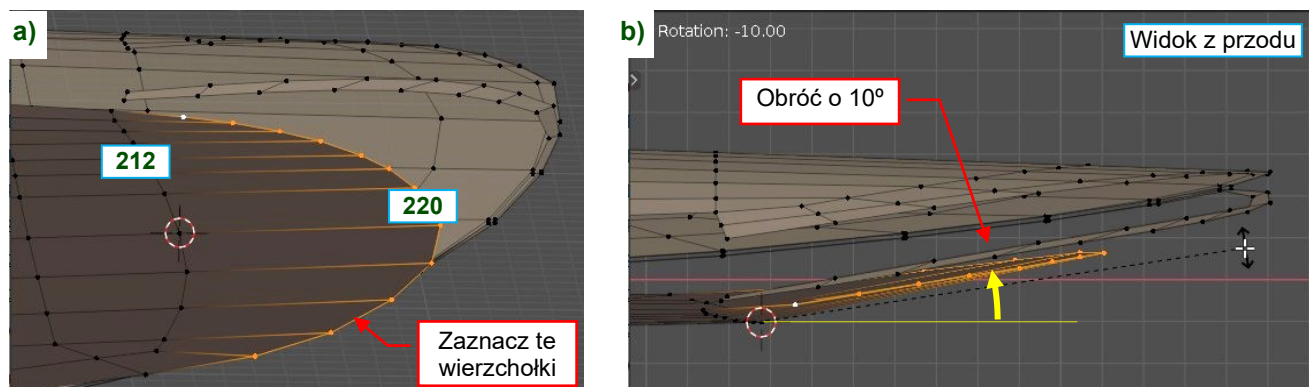 a)
212
220
Zaznacz te
wierzchołki
b)
Rotation: -10.00
Widok z przodu
Obróć o 10º